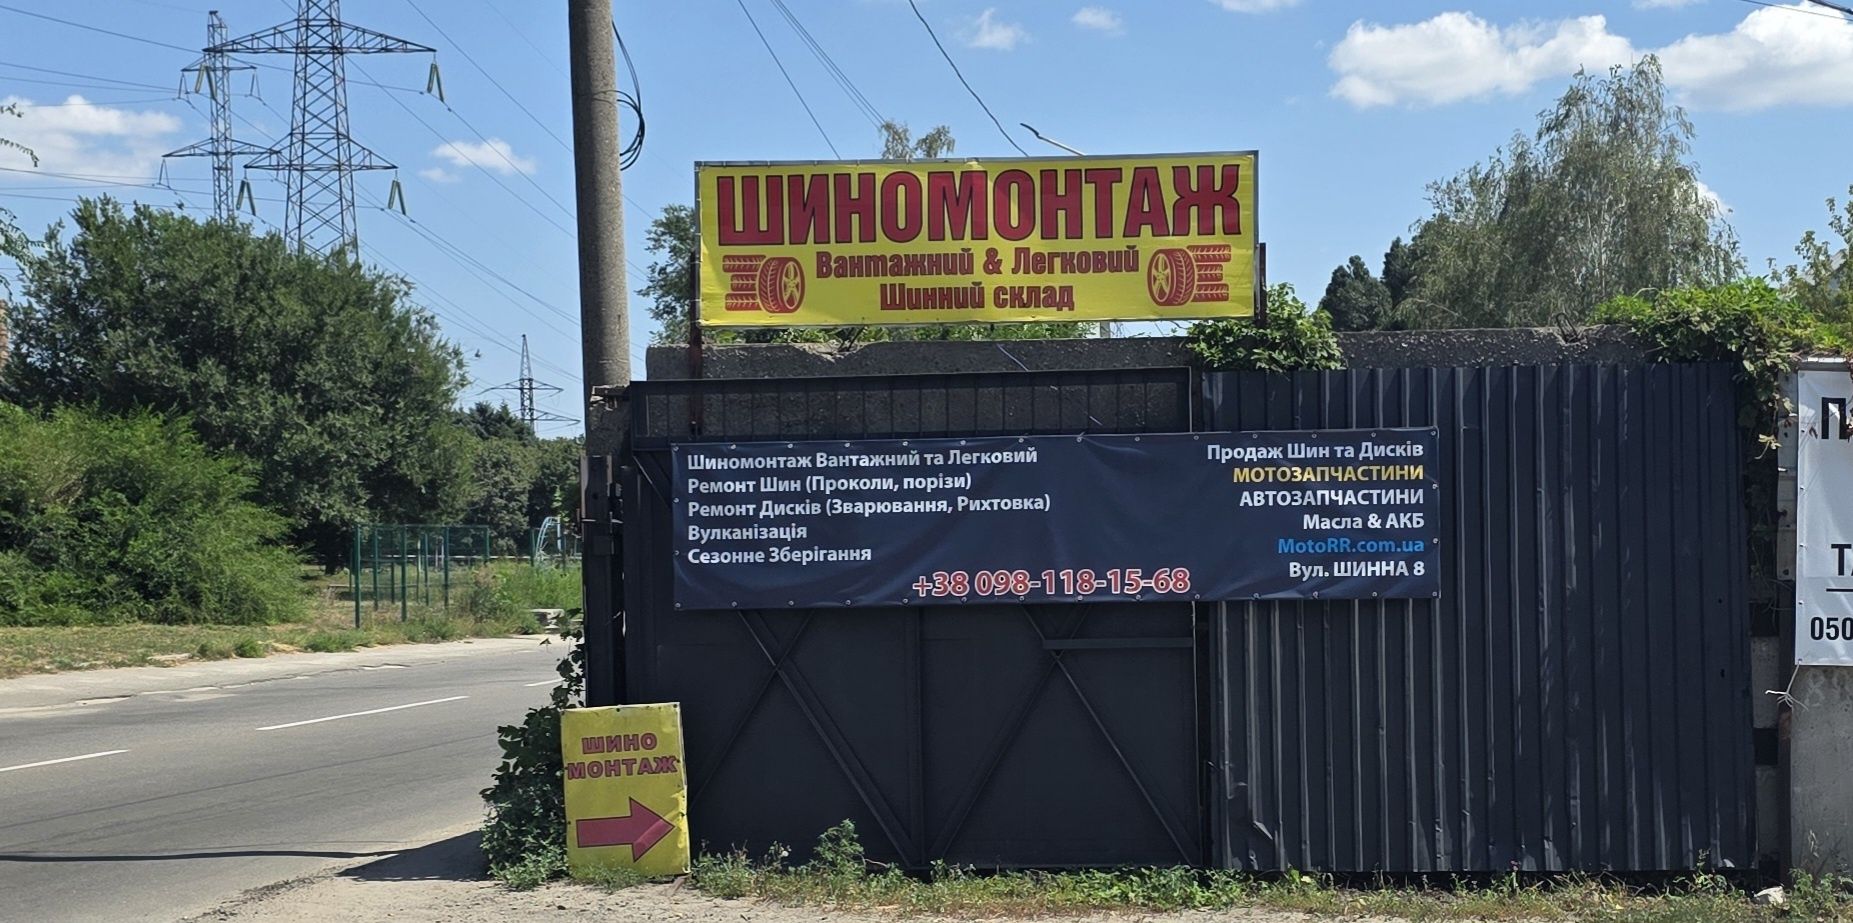 ШИНОМОНТАЖ
Вантажний & Легковий
Шинний склад
Шиномонтаж Вантажний та Легковий
Ремонт Шин (Проколи, порізи)
Ремонт Дисків (Зварювання, Рихтовка)
Вулканізація
Сезонне Зберігання
+38 098-118-15-68
Продаж Шин та Дисків
МОТОЗАПЧАСТИНИ
АВТОЗАПЧАСТИНИ
Масла & АКБ
MotoRR.com.ua
Вул. ШИННА 8
ШИНО
МОНТАЖ
050